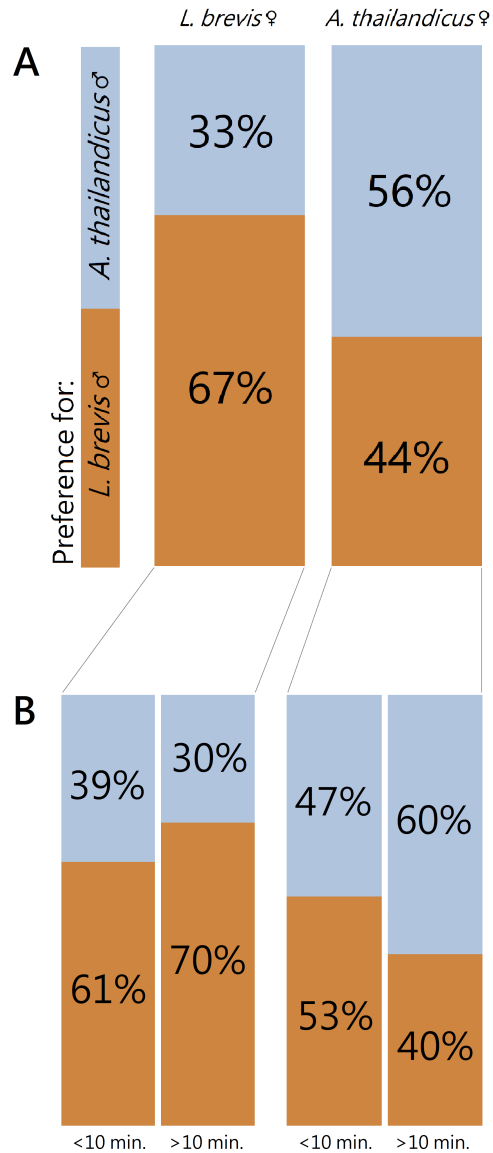 L. brevis ♀ A. thailandicus ♀
A
Preference for:
A. thailandicus ♂
L. brevis ♂
33%
56%
67%
44%
B
39%
30%
47%
60%
61%
70%
53%
40%
<10 min. >10 min. <10 min. >10 min.